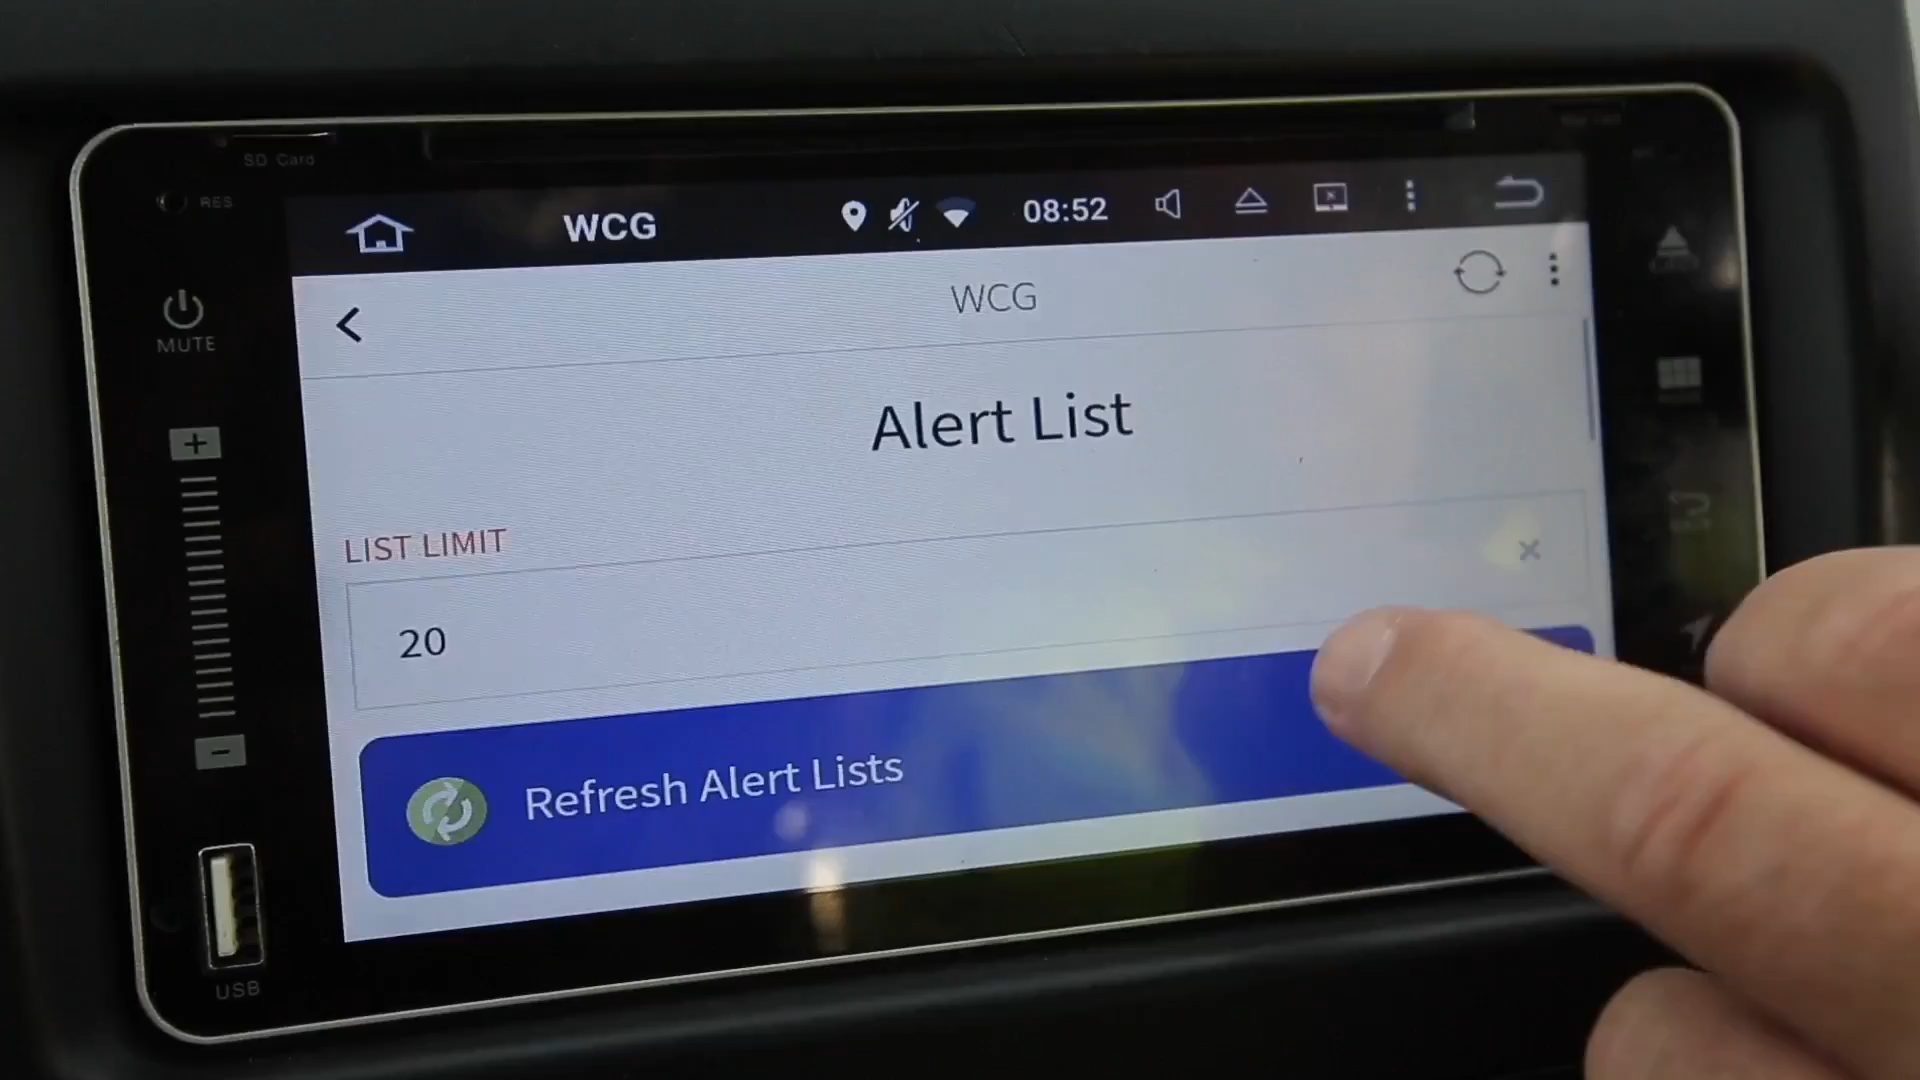 SD Card
RES
WCG
08:52
MUTE
WCG
Alert List
LIST LIMIT
20
Refresh Alert Lists
USB